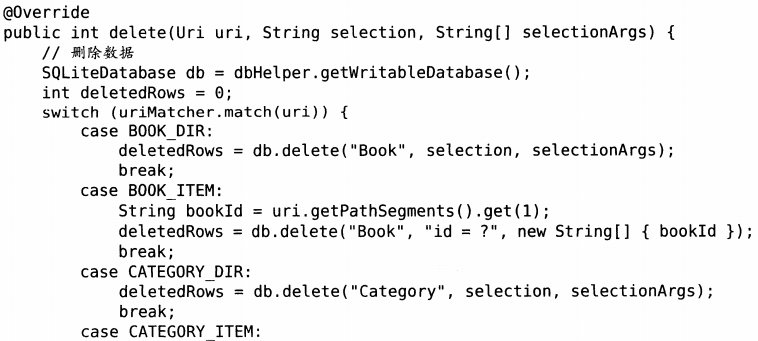 @Override
public int delete(Uri uri, String selection, String[] selectionArgs) {
    // 删除数据
    SQLiteDatabase db = dbHelper.getWritableDatabase();
    int deletedRows = 0;
    switch (uriMatcher.match(uri)) {
        case BOOK_DIR:
            deletedRows = db.delete("Book", selection, selectionArgs);
            break;
        case BOOK_ITEM:
            String bookId = uri.getPathSegments().get(1);
            deletedRows = db.delete("Book", "id = ?", new String[] { bookId });
            break;
        case CATEGORY_DIR:
            deletedRows = db.delete("Category", selection, selectionArgs);
            break;
        case CATEGORY_ITEM: